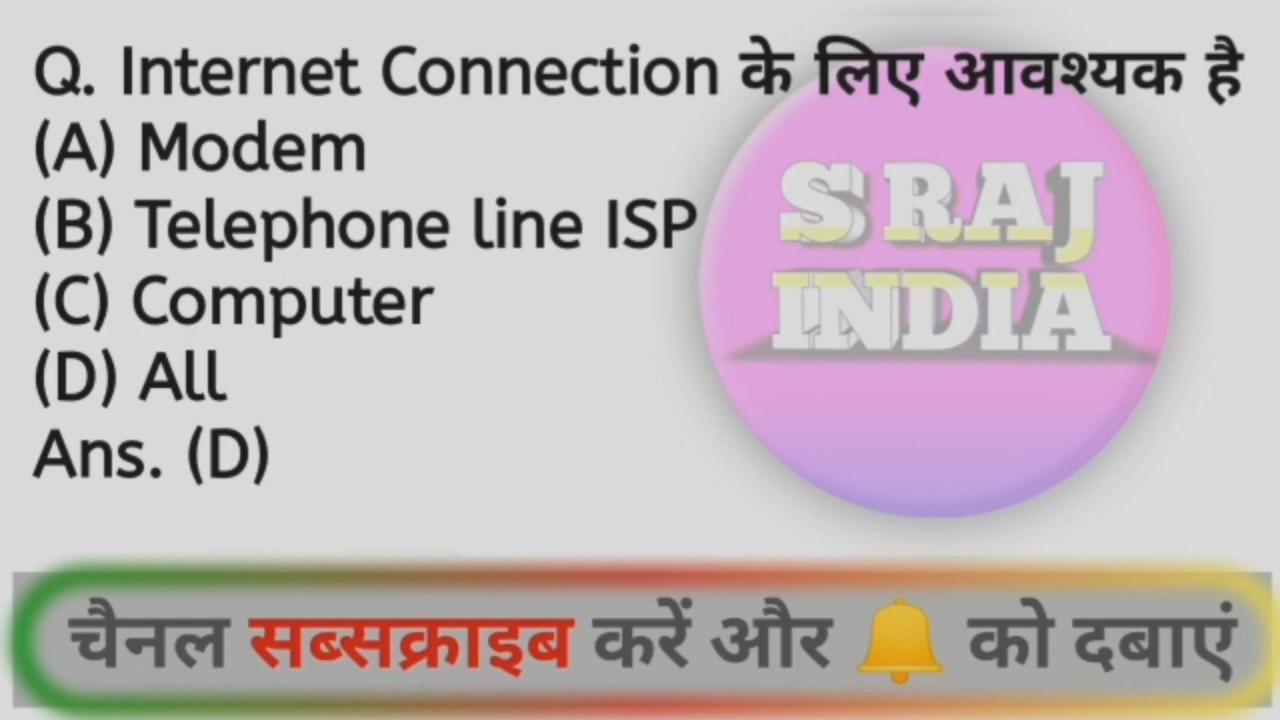 Q. Internet Connection के लिए आवश्यक है
(A) Modem
(B) Telephone line ISP
(C) Computer
(D) All
Ans. (D)
S RAJ
INDIA
चैनल सब्सक्राइब करें और 🔔 को दबाएं